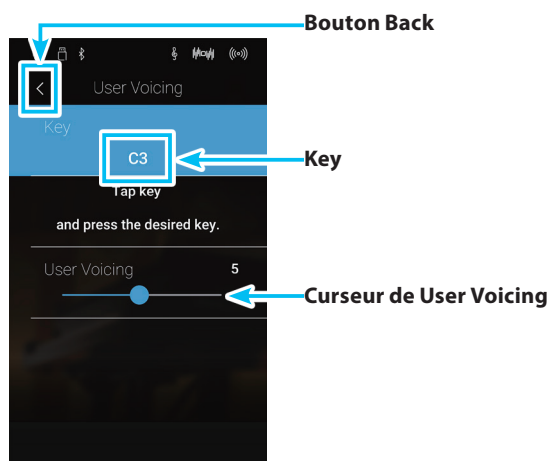 Bouton Back
User Voicing
Key
C3
Key
Tap key
and press the desired key.
User Voicing 5
Curseur de User Voicing